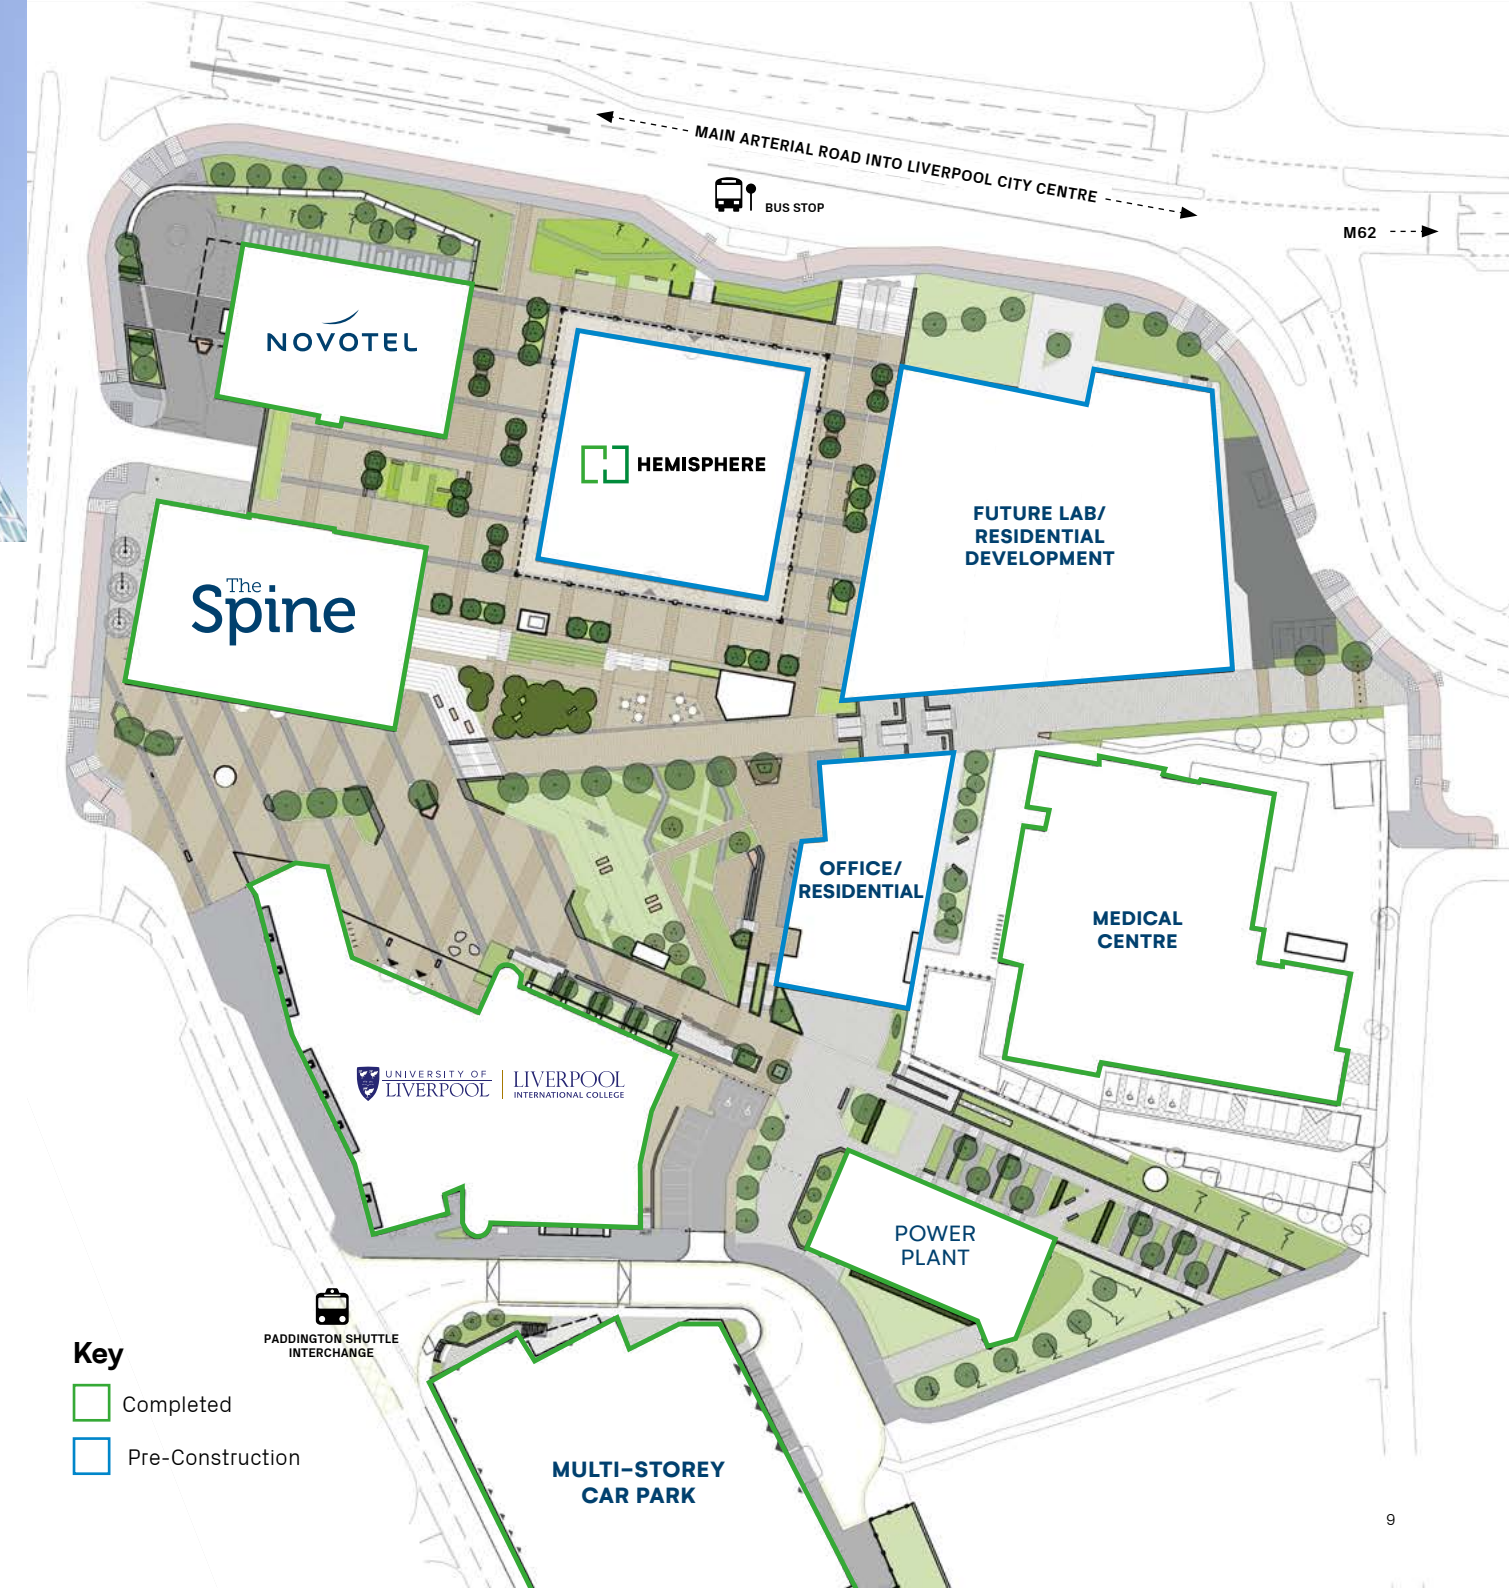 MAIN ARTERIAL ROAD INTO LIVERPOOL CITY CENTRE
BUS STOP
M62
NOVOTEL
HEMISPHERE
FUTURE LAB/
RESIDENTIAL
DEVELOPMENT
The
Spine
OFFICE/
RESIDENTIAL
MEDICAL
CENTRE
UNIVERSITY OF
LIVERPOOL
LIVERPOOL
INTERNATIONAL COLLEGE
POWER
PLANT
PADDINGTON SHUTTLE
INTERCHANGE
Key
Completed
Pre-Construction
MULTI-STOREY
CAR PARK
9